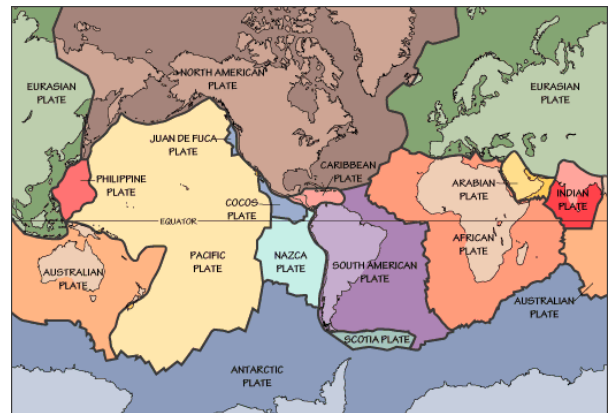 NORTH AMERICAN
PLATE
EURASIAN
PLATE
EURASIAN
PLATE
JUAN DE FUCA
PLATE
CARIBBEAN
PLATE
PHILIPPINE
PLATE
ARABIAN
PLATE
INDIAN
PLATE
COCOS
PLATE
EQUATOR
AUSTRALIAN
PLATE
PACIFIC
PLATE
NAZCA
PLATE
SOUTH AMERICAN
PLATE
AFRICAN
PLATE
AUSTRALIAN
PLATE
SCOTIA PLATE
ANTARCTIC
PLATE